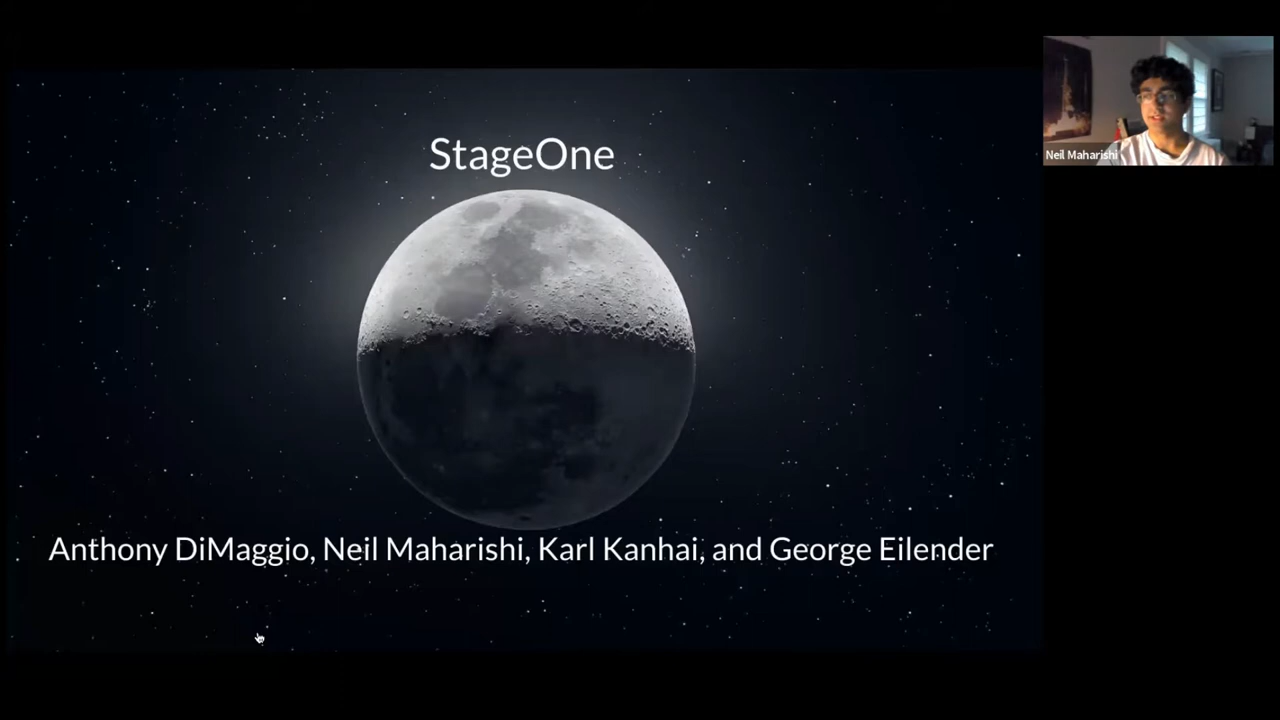 StageOne
Neil Maharishi
Anthony DiMaggio, Neil Maharishi, Karl Kanhai, and George Eilender